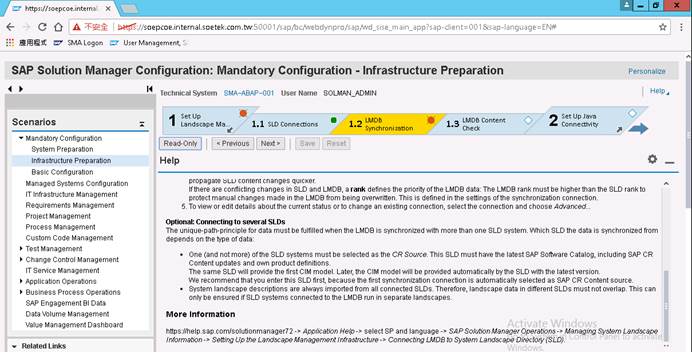 https://soepcoe.internal.soetek.com.tw
不安全 https://soepcoe.internal.soetek.com.tw:50001/sap/bc/webdynpro/sap/wd_sise_main_app?sap-client=001&sap-language=EN#
應用程式 SMA Logon User Management, S
SAP Solution Manager Configuration: Mandatory Configuration - Infrastructure Preparation Personalize
Technical System SMA-ABAP-001 User Name SOLMAN_ADMIN Help
1 Set Up
Landscape Ma...
1.1 SLD Connections
1.2 LMDB
Synchronization
1.3 LMDB Content
Check
2 Set Up Java
Connectivity
Read-Only < Previous Next > Save Reset
Help
Scenarios
Mandatory Configuration
System Preparation
Infrastructure Preparation
Basic Configuration
Managed Systems Configuration
IT Infrastructure Management
Requirements Management
Project Management
Process Management
Custom Code Management
Test Management
Change Control Management
IT Service Management
Application Operations
Business Process Operations
SAP Engagement BI Data
Data Volume Management
Value Management Dashboard
Related Links
propagate SLD content changes quicker.
If there are conflicting changes in SLD and LMDB, a rank defines the priority of the LMDB data: The LMDB rank must be higher than the SLD rank to
protect manual changes made in the LMDB from being overwritten. This is defined in the settings of the synchronization connection.
5. To view or edit details about the current status or to change an existing connection, select the connection and choose Advanced...
Optional: Connecting to several SLDs
The unique-path-principle for data must be fulfilled when the LMDB is synchronized with more than one SLD system. Which SLD the data is synchronized from
depends on the type of data:
• One (and not more) of the SLD systems must be selected as the CR Source. This SLD must have the latest SAP Software Catalog, including SAP CR
Content updates and own product definitions.
The same SLD will provide the first CIM model. Later, the CIM model will be provided automatically by the SLD with the latest version.
We recommend that you enter this SLD first, because the first synchronization connection is automatically selected as SAP CR Content source.
• System landscape descriptions are always imported from all connected SLDs. Therefore, landscape data in different SLDs must not overlap. This can
only be ensured if SLD systems connected to the LMDB run in separate landscapes.
More Information
https://help.sap.com/solutionmanager72 -> Application Help -> select SP and language -> SAP Solution Manager Operations -> Managing System Landscape
Information -> Setting Up the Landscape Management Infrastructure -> Connecting LMDB to System Landscape Directory (SLD)
Activate Windows
Control Panel to activate
Windows.